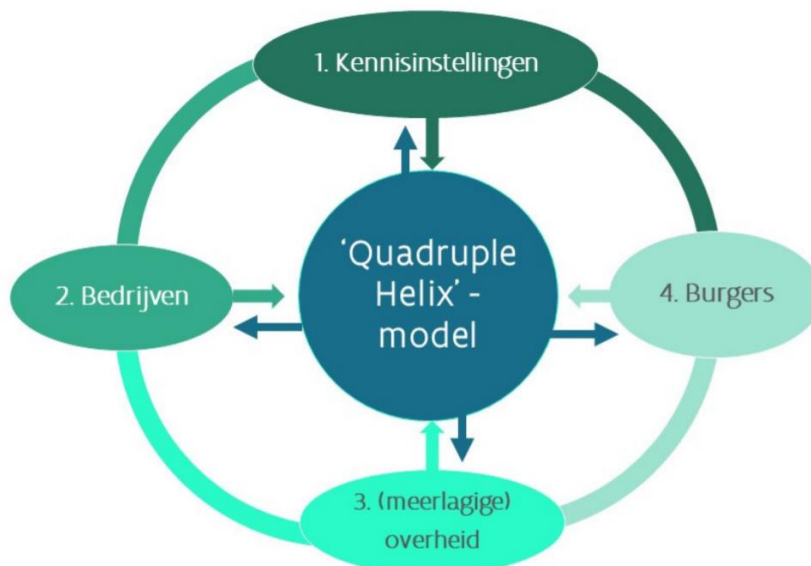 1. Kennisinstellingen
‘Quadruple
Helix’ -
model
2. Bedrijven
4. Burgers
3. (meerlagige)
overheid